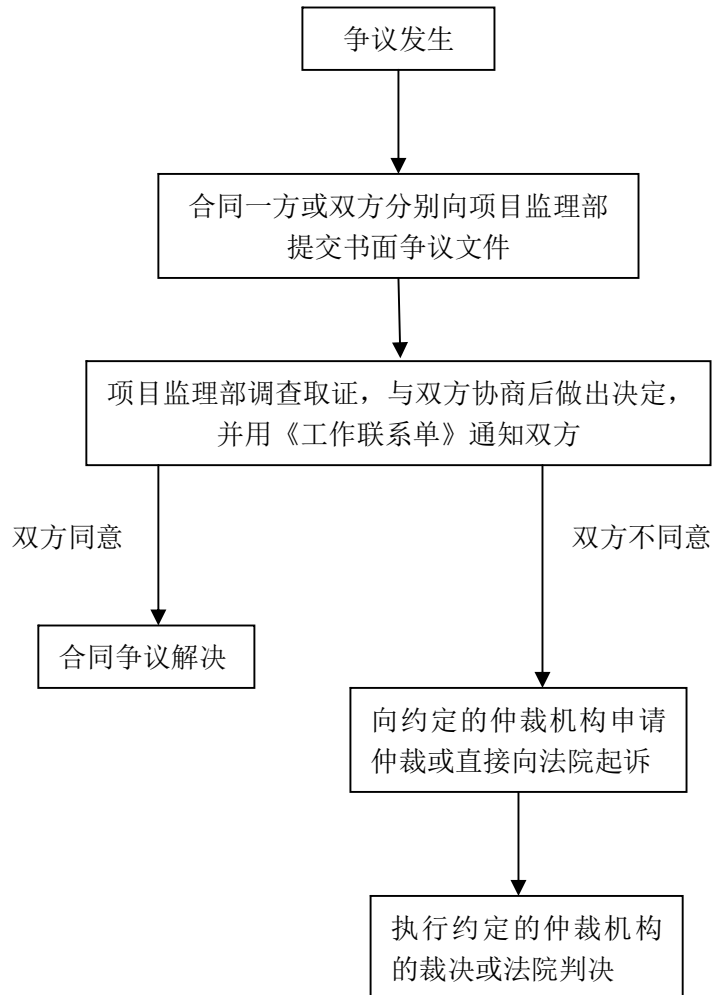 争议发生
合同一方或双方分别向项目监理部
提交书面争议文件
项目监理部调查取证，与双方协商后做出决定，
并用《工作联系单》通知双方
双方同意
双方不同意
合同争议解决
向约定的仲裁机构申请
仲裁或直接向法院起诉
执行约定的仲裁机构
的裁决或法院判决